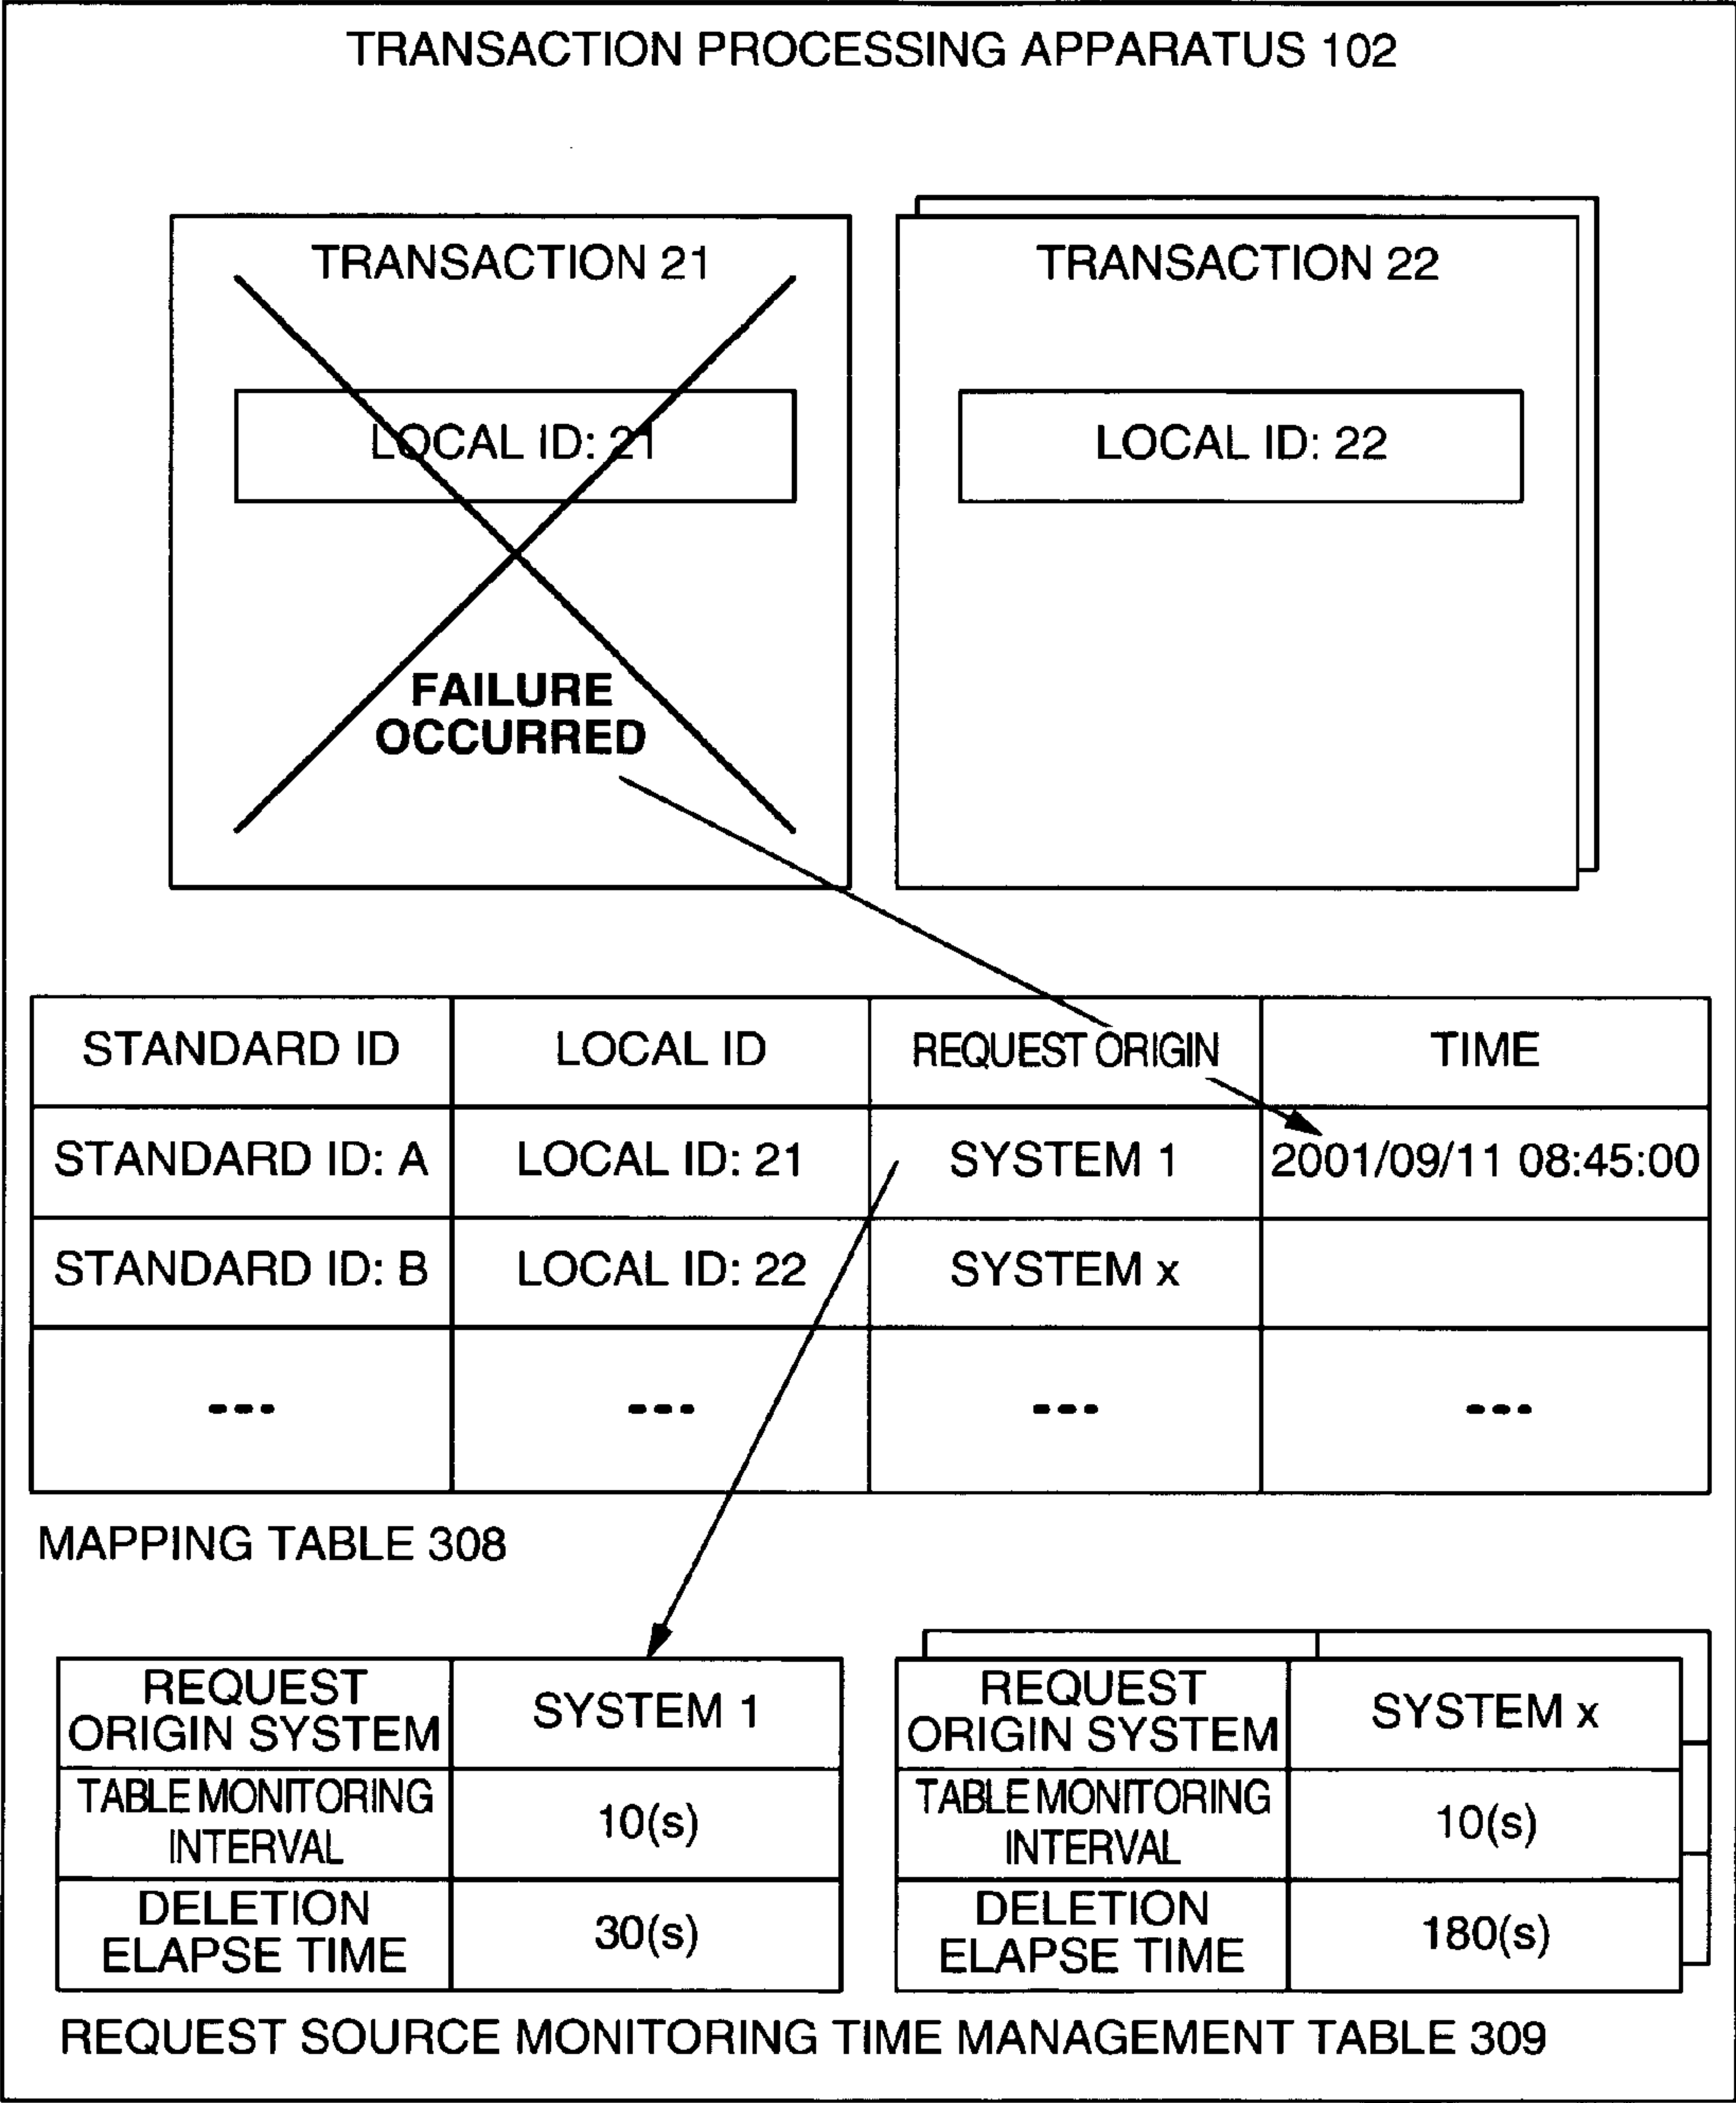 TRANSACTION PROCESSING APPARATUS 102
TRANSACTION 21
LOCAL ID: 21
FAILURE
OCCURRED
TRANSACTION 22
LOCAL ID: 22
STANDARD ID LOCAL ID REQUEST ORIGIN TIME
STANDARD ID: A LOCAL ID: 21 SYSTEM 1 2001/09/11 08:45:00
STANDARD ID: B LOCAL ID: 22 SYSTEM x
--- --- --- ---
MAPPING TABLE 308
REQUEST
ORIGIN SYSTEM
SYSTEM 1
TABLE MONITORING
INTERVAL
10(s)
DELETION
ELAPSE TIME
30(s)
REQUEST
ORIGIN SYSTEM
SYSTEM x
TABLE MONITORING
INTERVAL
10(s)
DELETION
ELAPSE TIME
180(s)
REQUEST SOURCE MONITORING TIME MANAGEMENT TABLE 309